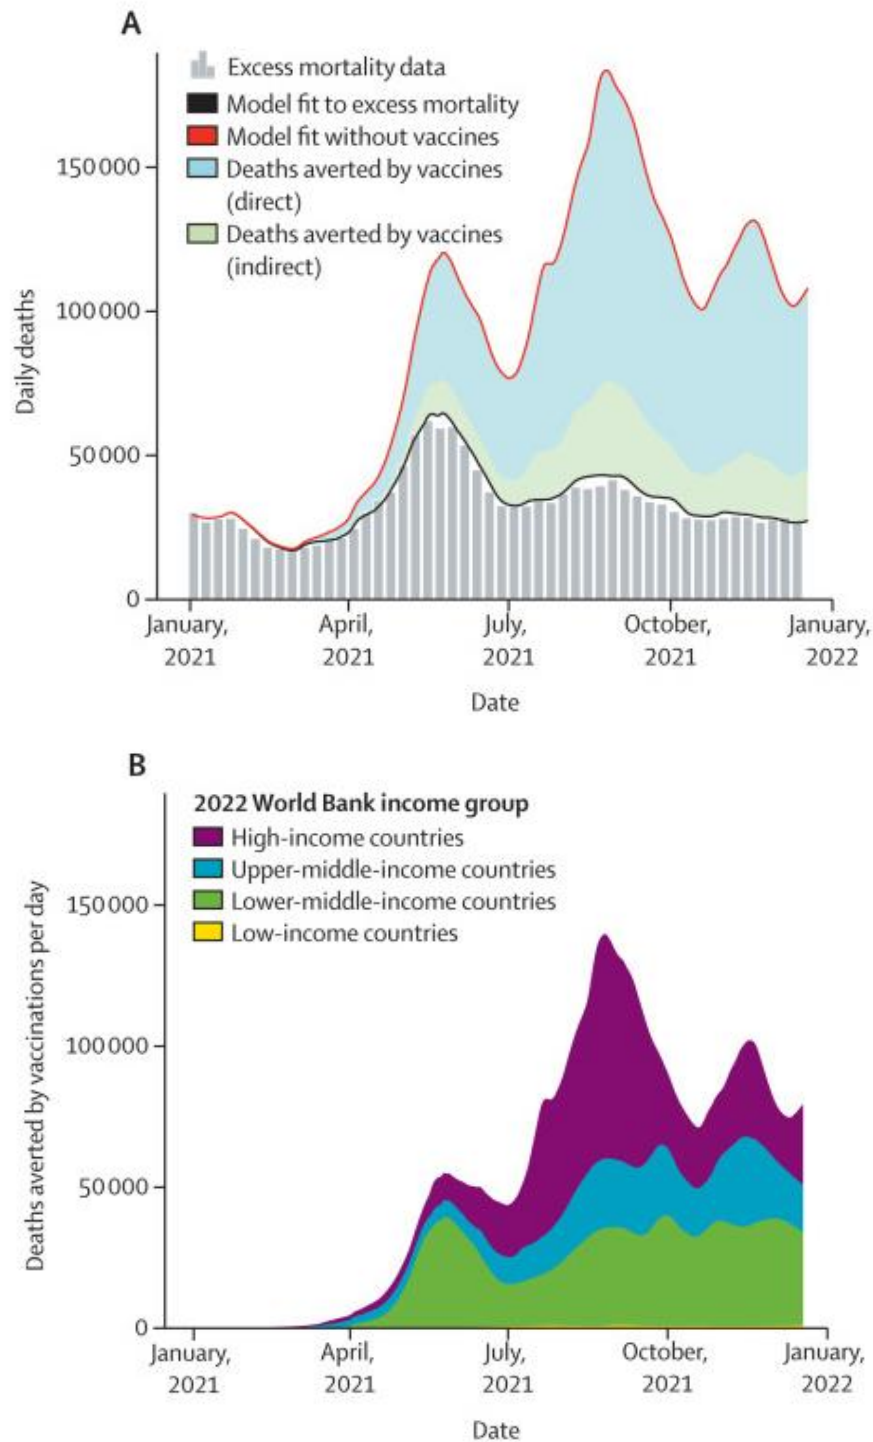 A
Excess mortality data
Model fit to excess mortality
Model fit without vaccines
Deaths averted by vaccines
(direct)
Deaths averted by vaccines
(indirect)
150 000
100 000
50 000
0
Daily deaths
January,
2021
April,
2021
July,
2021
October,
2021
January,
2022
Date
B
2022 World Bank income group
High-income countries
Upper-middle-income countries
Lower-middle-income countries
Low-income countries
150 000
100 000
50 000
0
Deaths averted by vaccinations per day
January,
2021
April,
2021
July,
2021
October,
2021
January,
2022
Date